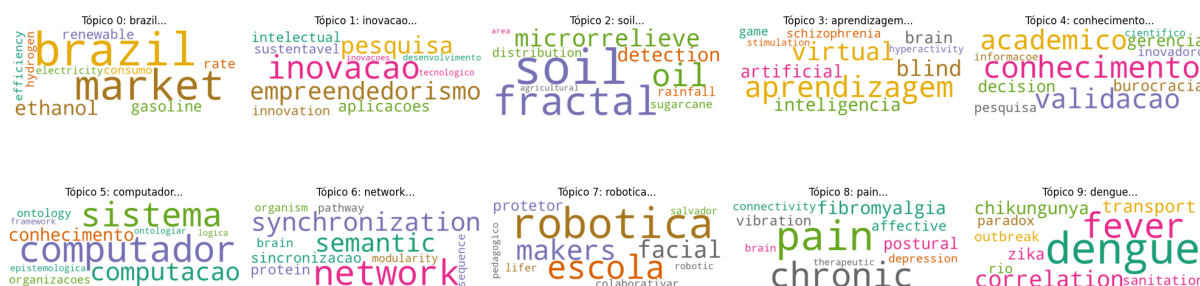 Tópico 0: brazil...
renewable
brazil
efficiency
hydrogen
electricity
consumo
rate
market
ethanol
gasoline
Tópico 1: inovacao...
intelectual
sustentavel
pesquisa
inovacoes
desenvolvimento
inovacao
tecnologico
empreendedorismo
innovation
aplicacoes
Tópico 2: soil...
area
microrrelieve
distribution
detection
soil
oil
agricultural
rainfall
fractal
sugarcane
Tópico 3: aprendizagem...
game
schizophrenia
stimulation
brain
virtual
hyperactivity
artificial
blind
aprendizagem
inteligencia
Tópico 4: conhecimento...
cientifico
academico
gerencia
informacoe
inovador
conhecimento
decision
burocracia
pesquisa
validacao
Tópico 5: computador...
ontology
sistema
framework
conhecimento
ontologiar
logica
computador
epistemological
computacao
organizacoes
Tópico 6: network...
organism
pathway
synchronization
brain
semantic
sincronizacao
modularity
protein
network
sequence
Tópico 7: robotica...
protetor
salvador
robotica
makers
facial
pedagogico
lifer
escola
robotic
colaborativar
Tópico 8: pain...
connectivity
fibromyalgia
vibration
affective
pain
postural
brain
therapeutic
depression
chronic
Tópico 9: dengue...
chikungunya
transport
paradox
fever
outbreak
zika
dengue
rio
correlation
sanitation